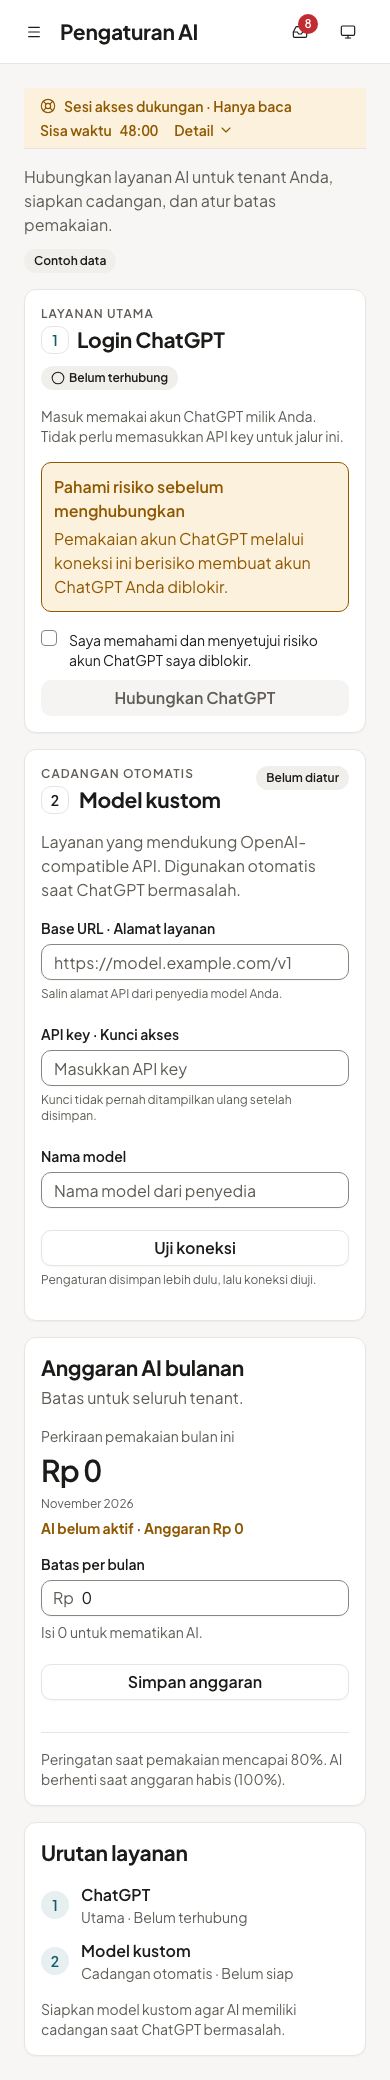 Pengaturan AI
8
Sesi akses dukungan · Hanya baca
Sisa waktu 48:00 Detail
Hubungkan layanan AI untuk tenant Anda,
siapkan cadangan, dan atur batas
pemakaian.
Contoh data
LAYANAN UTAMA
1 Login ChatGPT
Belum terhubung
Masuk memakai akun ChatGPT milik Anda.
Tidak perlu memasukkan API key untuk jalur ini.
Pahami risiko sebelum
menghubungkan
Pemakaian akun ChatGPT melalui
koneksi ini berisiko membuat akun
ChatGPT Anda diblokir.
Saya memahami dan menyetujui risiko
akun ChatGPT saya diblokir.
Hubungkan ChatGPT
CADANGAN OTOMATIS
Belum diatur
2 Model kustom
Layanan yang mendukung OpenAI-
compatible API. Digunakan otomatis
saat ChatGPT bermasalah.
Base URL · Alamat layanan
https://model.example.com/v1
Salin alamat API dari penyedia model Anda.
API key · Kunci akses
Masukkan API key
Kunci tidak pernah ditampilkan ulang setelah
disimpan.
Nama model
Nama model dari penyedia
Uji koneksi
Pengaturan disimpan lebih dulu, lalu koneksi diuji.
Anggaran AI bulanan
Batas untuk seluruh tenant.
Perkiraan pemakaian bulan ini
Rp 0
November 2026
AI belum aktif · Anggaran Rp 0
Batas per bulan
Rp 0
Isi 0 untuk mematikan AI.
Simpan anggaran
Peringatan saat pemakaian mencapai 80%. AI
berhenti saat anggaran habis (100%).
Urutan layanan
1 ChatGPT
Utama · Belum terhubung
2 Model kustom
Cadangan otomatis · Belum siap
Siapkan model kustom agar AI memiliki
cadangan saat ChatGPT bermasalah.